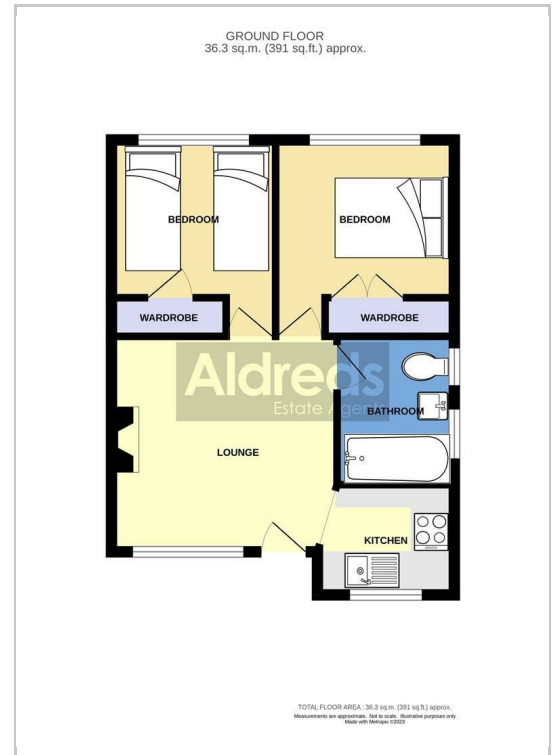 GROUND FLOOR
36.3 sq.m. (391 sq.ft.) approx.
BEDROOM
BEDROOM
WARDROBE
WARDROBE
Aldreds
Estate Agents
BATHROOM
LOUNGE
KITCHEN
TOTAL FLOOR AREA : 36.3 sq.m. (391 sq.ft.) approx.
Measurements are approximate. Not to scale. Illustrative purposes only
Made with Metropix ©2023